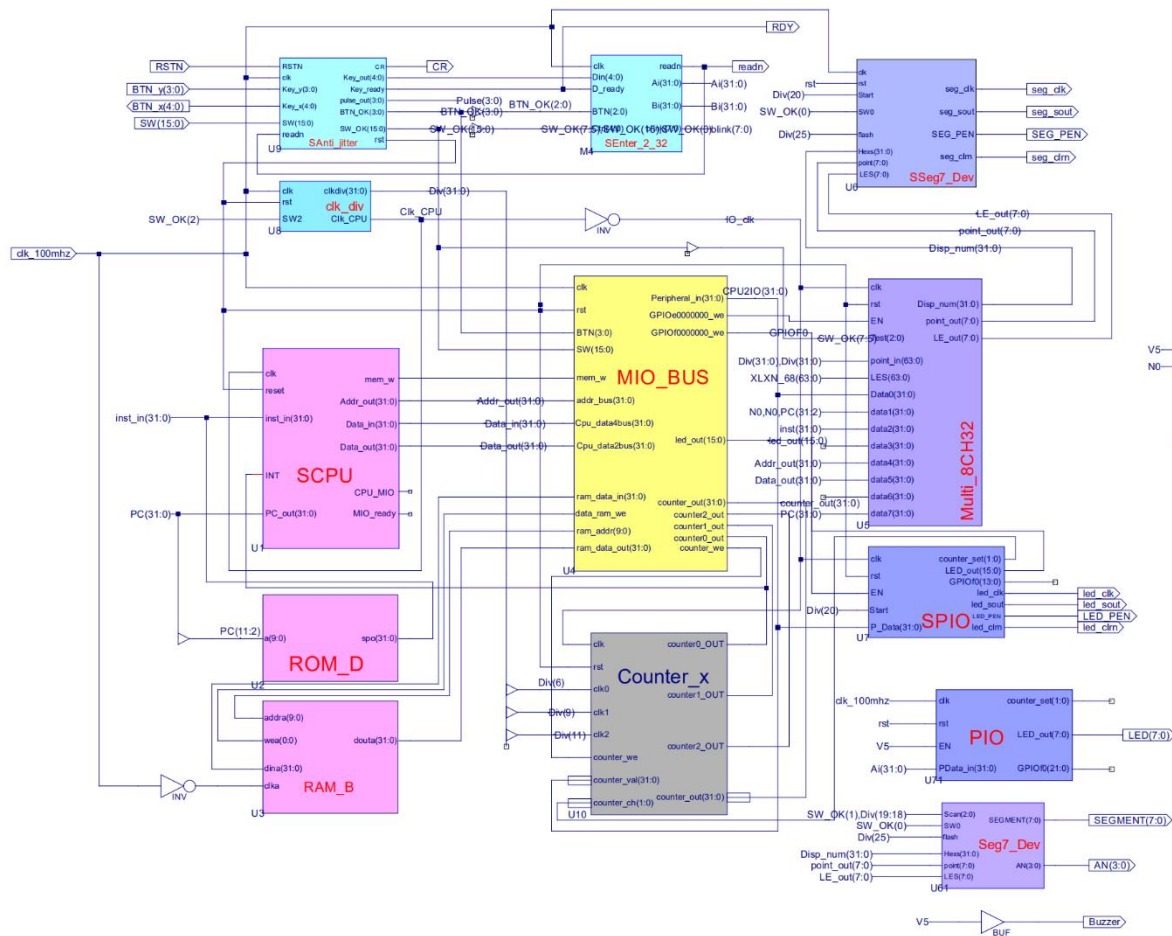 RDY
RSTN
BTN_y(3:0)
BTN_x(4:0)
SW(15:0)
RSTN
clk
Key_y(3:0)
Key_x(4:0)
SW(15:0)
readn
CR
Key_out(4:0)
Key_ready
pulse_out(3:0)
BTN_OK(3:0)
SW_OK(15:0)
rst
U9
SAnti_jitter
CR
Pulse(3:0)
BTN_OK(3:0)
SW_OK(15:0)
BTN_OK(2:0)
clk
Din(4:0)
D_ready
BTN(2:0)
readn
Ai(31:0)
Bi(31:0)
M4
SEnter_2_32
readn
Ai(31:0)
Bi(31:0)
blink(7:0)
rst
Div(20)
SW_OK(0)
Div(25)
clk
rst
Start
SW0
flash
Hexs(31:0)
point(7:0)
LES(7:0)
seg_clk
seg_sout
SEG_PEN
seg_clrn
U6
SSeg7_Dev
seg_clk
seg_sout
SEG_PEN
seg_clrn
LE_out(7:0)
point_out(7:0)
Disp_num(31:0)
SW_OK(2)
clk
rst
SW2
clkdiv(31:0)
clk_div
Clk_CPU
U8
Div(31:0)
Clk_CPU
INV
IO_clk
clk_100mhz
clk
rst
BTN(3:0)
SW(15:0)
mem_w
addr_bus(31:0)
Cpu_data4bus(31:0)
Cpu_data2bus(31:0)
ram_data_in(31:0)
data_ram_we
ram_addr(9:0)
ram_data_out(31:0)
MIO_BUS
Peripheral_in(31:0)
GPIOe0000000_we
GPIOf0000000_we
led_out(15:0)
counter_out(31:0)
counter2_out
counter1_out
counter0_out
counter_we
U4
CPU2IO(31:0)
GPIOF0
led_out(15:0)
counter_out(31:0)
PC(31:0)
inst_in(31:0)
PC(31:0)
clk
reset
inst_in(31:0)
INT
PC_out(31:0)
SCPU
mem_w
Addr_out(31:0)
Data_in(31:0)
Data_out(31:0)
CPU_MIO
MIO_ready
U1
Addr_out(31:0)
Data_in(31:0)
Data_out(31:0)
SW_OK(7:5)
Div(31:0),Div(31:0)
XLXN_68(63:0)
N0,N0,PC(31:2)
inst(31:0)
Addr_out(31:0)
Data_out(31:0)
clk
rst
EN
Test(2:0)
point_in(63:0)
LES(63:0)
Data0(31:0)
data1(31:0)
data2(31:0)
data3(31:0)
data4(31:0)
data5(31:0)
data6(31:0)
data7(31:0)
Disp_num(31:0)
point_out(7:0)
LE_out(7:0)
Multi_8CH32
U5
V5
N0
PC(11:2)
a(9:0)
spo(31:0)
ROM_D
U2
addra(9:0)
wea(0:0)
dina(31:0)
clka
douta(31:0)
RAM_B
U3
INV
Div(6)
Div(9)
Div(11)
clk
rst
clk0
clk1
clk2
counter_we
counter_val(31:0)
counter_ch(1:0)
Counter_x
counter0_OUT
counter1_OUT
counter2_OUT
counter_out(31:0)
U10
Div(20)
clk
rst
EN
Start
P_Data(31:0)
counter_set(1:0)
LED_out(15:0)
GPIOf0(13:0)
led_clk
led_sout
LED_PEN
led_clrn
SPIO
U7
led_clk
led_sout
LED_PEN
led_clrn
clk_100mhz
rst
V5
Ai(31:0)
clk
rst
EN
PData_in(31:0)
counter_set(1:0)
LED_out(7:0)
GPIOf0(21:0)
PIO
U71
LED(7:0)
SW_OK(1),Div(19:18)
SW_OK(0)
Div(25)
Disp_num(31:0)
point_out(7:0)
LE_out(7:0)
Scan(2:0)
SW0
flash
Hexs(31:0)
point(7:0)
LES(7:0)
SEGMENT(7:0)
Seg7_Dev
AN(3:0)
U61
SEGMENT(7:0)
AN(3:0)
V5
BUF
Buzzer